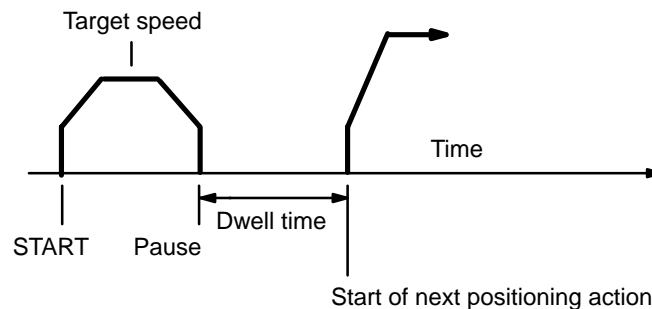 Target speed
Time
Dwell time
START
Pause
Start of next positioning action